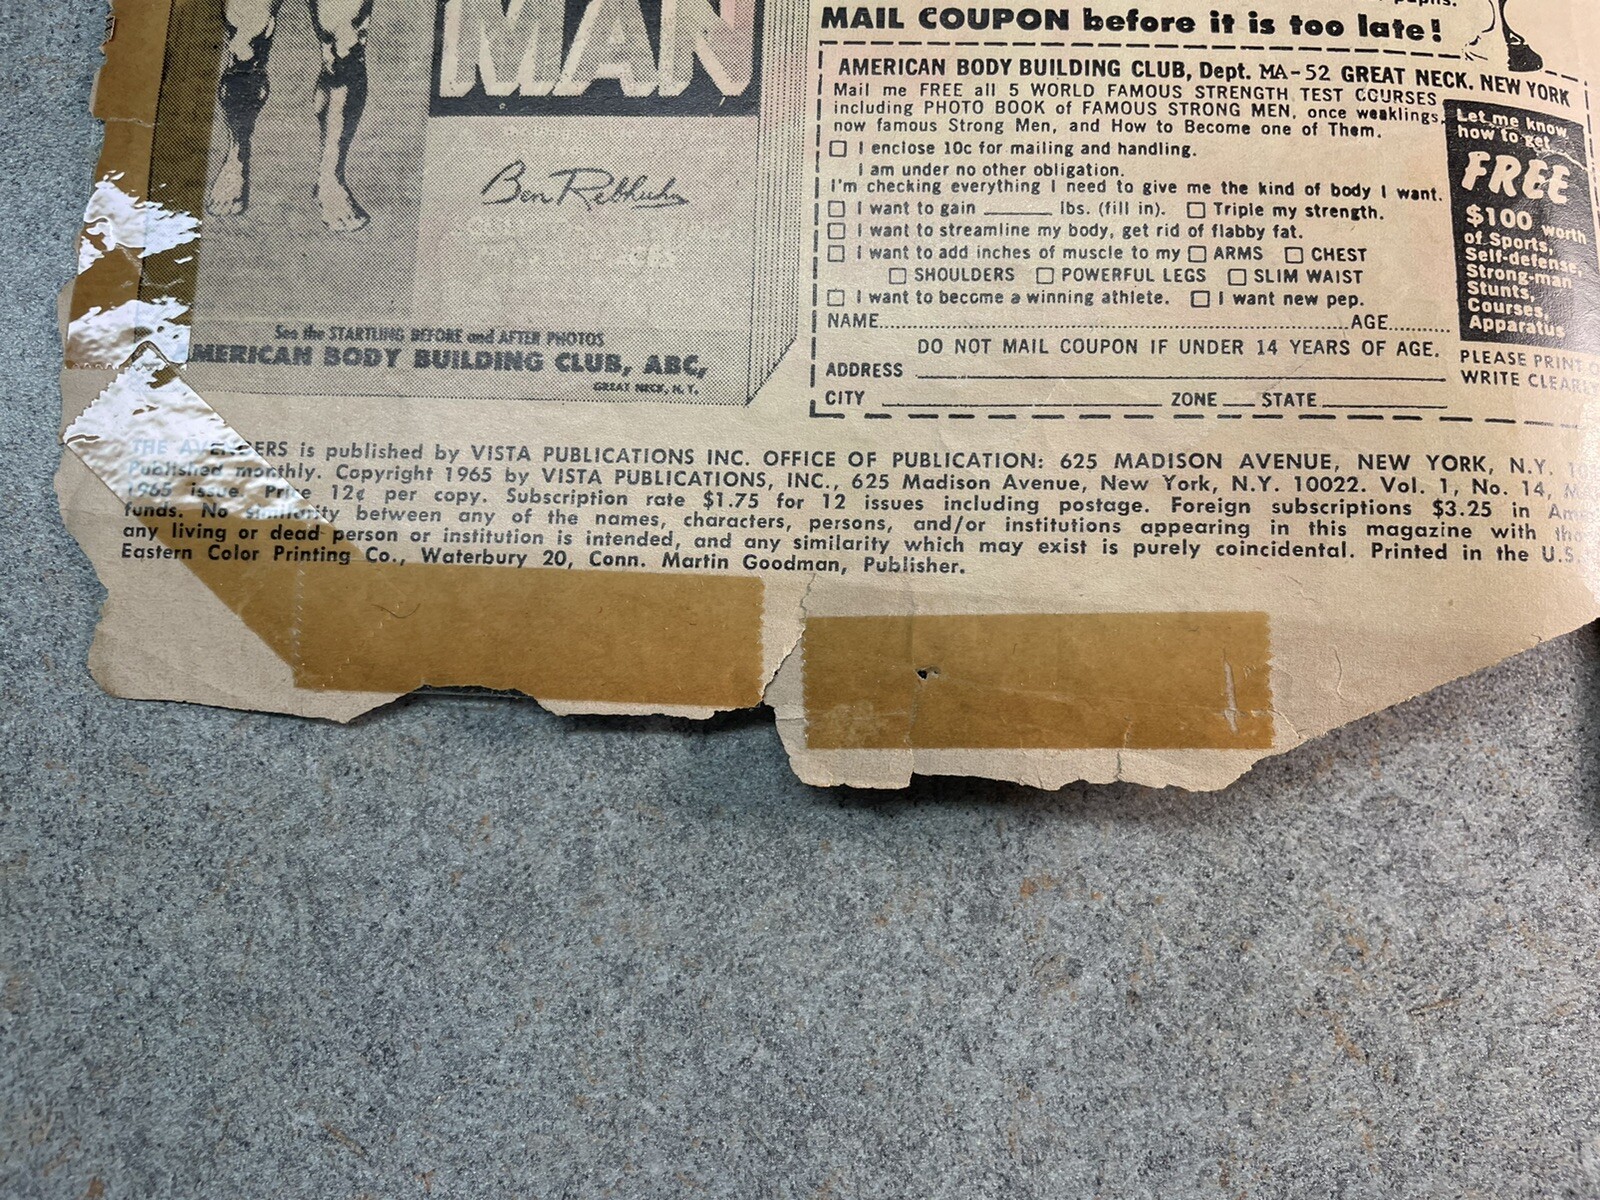 MAN
Ben Rebhuhn
See the STARTLING BEFORE and AFTER PHOTOS
MERICAN BODY BUILDING CLUB, ABC,
GREAT NECK, N.Y.
MAIL COUPON before it is too late!
AMERICAN BODY BUILDING CLUB, Dept. MA-52 GREAT NECK. NEW YORK
Mail me FREE all 5 WORLD FAMOUS STRENGTH TEST COURSES
including PHOTO BOOK of FAMOUS STRONG MEN, once weaklings,
now famous Strong Men, and How to Become one of Them.
☐ I enclose 10c for mailing and handling.
I am under no other obligation.
I'm checking everything I need to give me the kind of body I want.
☐ I want to gain ______ lbs. (fill in). ☐ Triple my strength.
☐ I want to streamline my body, get rid of flabby fat.
☐ I want to add inches of muscle to my ☐ ARMS ☐ CHEST
☐ SHOULDERS ☐ POWERFUL LEGS ☐ SLIM WAIST
☐ I want to become a winning athlete. ☐ I want new pep.
NAME..........AGE..........
DO NOT MAIL COUPON IF UNDER 14 YEARS OF AGE.
ADDRESS ______
CITY ______ ZONE ___ STATE ______
Let me know
how to get
FREE
$100 worth
of Sports,
Self-defense,
Strong-man
Stunts,
Courses,
Apparatus
PLEASE PRINT
WRITE CLEARLY
THE AVENGERS is published by VISTA PUBLICATIONS INC. OFFICE OF PUBLICATION: 625 MADISON AVENUE, NEW YORK, N.Y.
Published monthly. Copyright 1965 by VISTA PUBLICATIONS, INC., 625 Madison Avenue, New York, N.Y. 10022. Vol. 1, No. 14,
1965 issue. Price 12¢ per copy. Subscription rate $1.75 for 12 issues including postage. Foreign subscriptions $3.25 in
funds. No similarity between any of the names, characters, persons, and/or institutions appearing in this magazine with
any living or dead person or institution is intended, and any similarity which may exist is purely coincidental. Printed in the U.S.
Eastern Color Printing Co., Waterbury 20, Conn. Martin Goodman, Publisher.